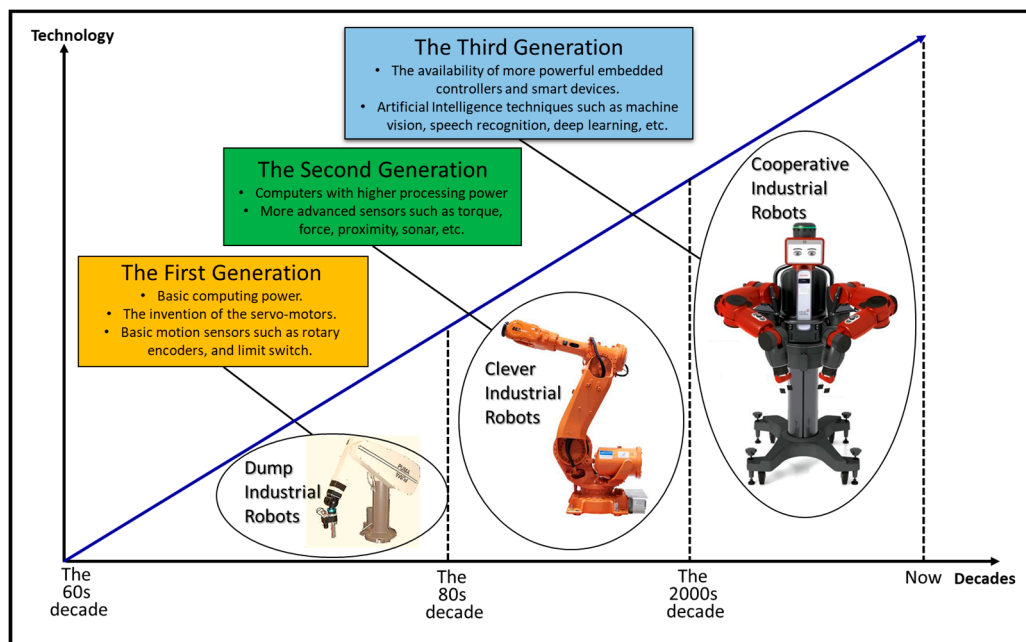 Technology
The Third Generation
• The availability of more powerful embedded
controllers and smart devices.
• Artificial Intelligence techniques such as machine
vision, speech recognition, deep learning, etc.
The Second Generation
• Computers with higher processing power
• More advanced sensors such as torque,
force, proximity, sonar, etc.
The First Generation
• Basic computing power.
• The invention of the servo-motors.
• Basic motion sensors such as rotary
encoders, and limit switch.
Cooperative
Industrial
Robots
Clever
Industrial
Robots
Dump
Industrial
Robots
PUMA
The
60s
decade
The
80s
decade
The
2000s
decade
Now
Decades